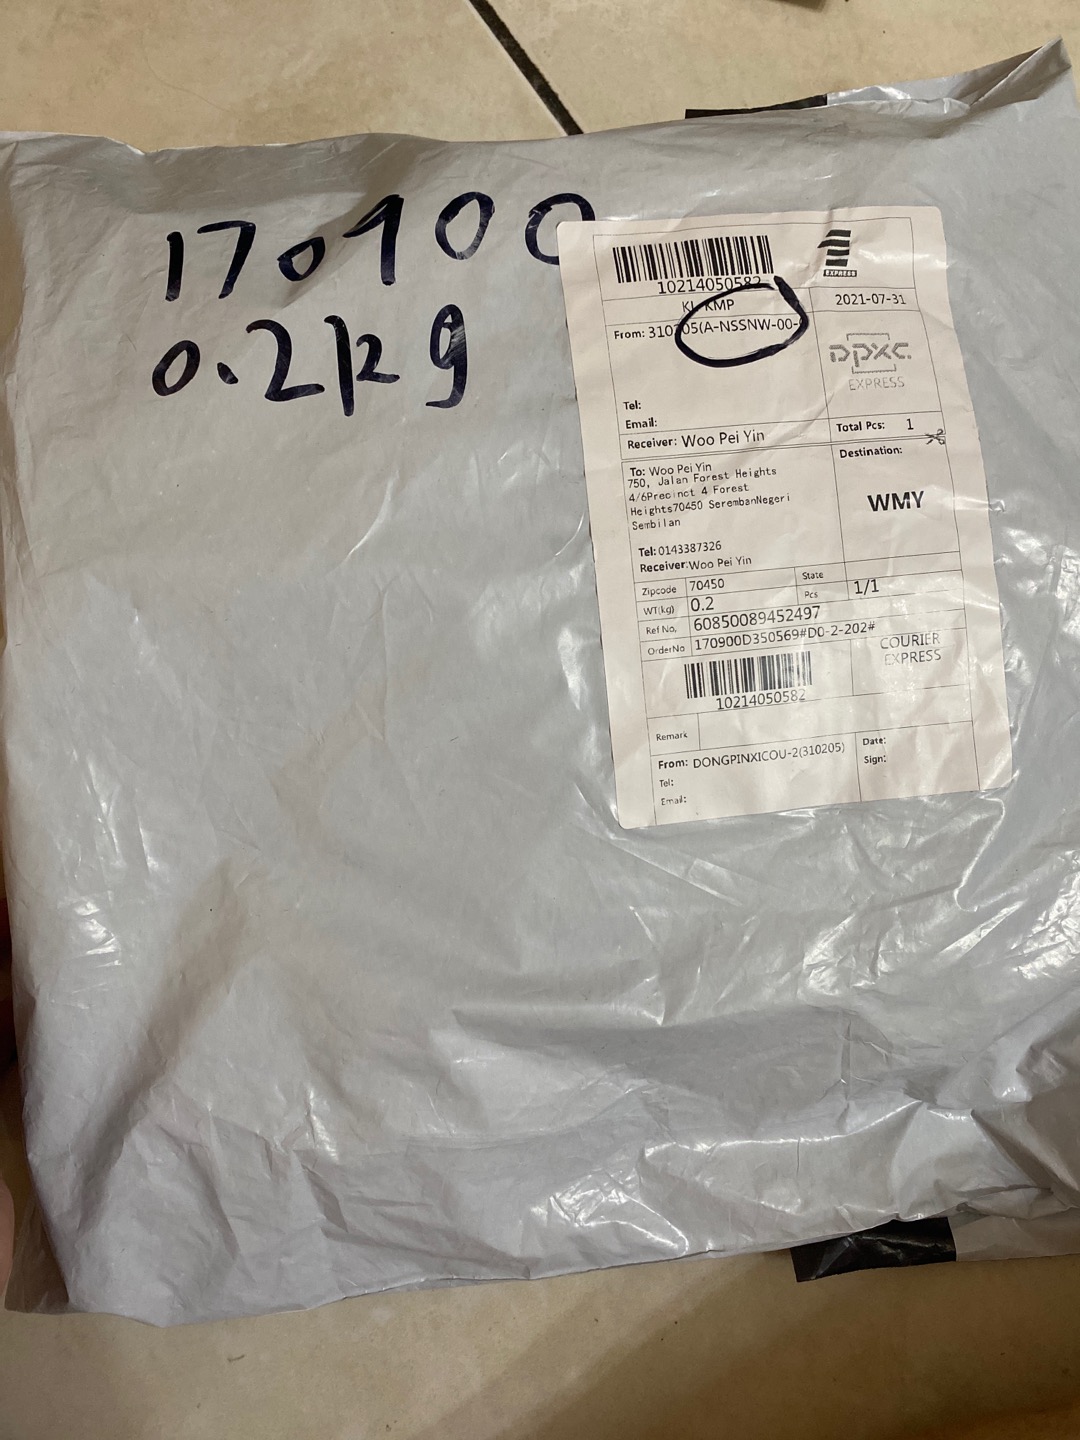 170900
0.2kg
10214050582
EXPRESS
KL KMP
2021-07-31
From: 310205(A-NSSNW-00-
DPXC.
EXPRESS
Tel:
Email:
Receiver: Woo Pei Yin
Total Pcs: 1
To: Woo Pei Yin
750, Jalan Forest Heights
4/6Precinct 4 Forest
Heights70450 SerembanNegeri
Sembilan
Destination:
WMY
Tel: 0143387326
Receiver:Woo Pei Yin
Zipcode 70450 State
WT(kg) 0.2 Pcs 1/1
Ref No, 60850089452497
OrderNo 170900D350569#D0-2-202#
COURIER
EXPRESS
10214050582
Remark
From: DONGPINXICOU-2(310205)
Tel:
Email:
Date:
Sign: